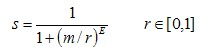 s = 1 / (1 + (m / r)^E)    r ∈ [0,1]